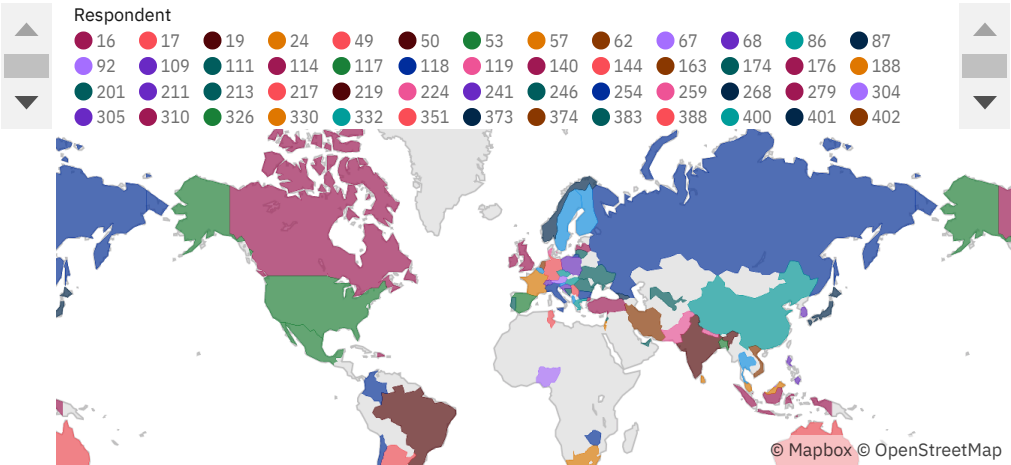 Respondent
16 17 19 24 49 50 53 57 62 67 68 86 87
92 109 111 114 117 118 119 140 144 163 174 176 188
201 211 213 217 219 224 241 246 254 259 268 279 304
305 310 326 330 332 351 373 374 383 388 400 401 402
© Mapbox © OpenStreetMap